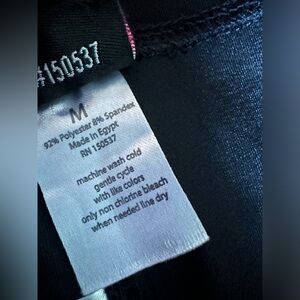 #150537
M
92% Polyester 8% Spandex
Made in Egypt
RN 150537
machine wash cold
gentle cycle
with like colors
only non chlorine bleach
when needed line dry